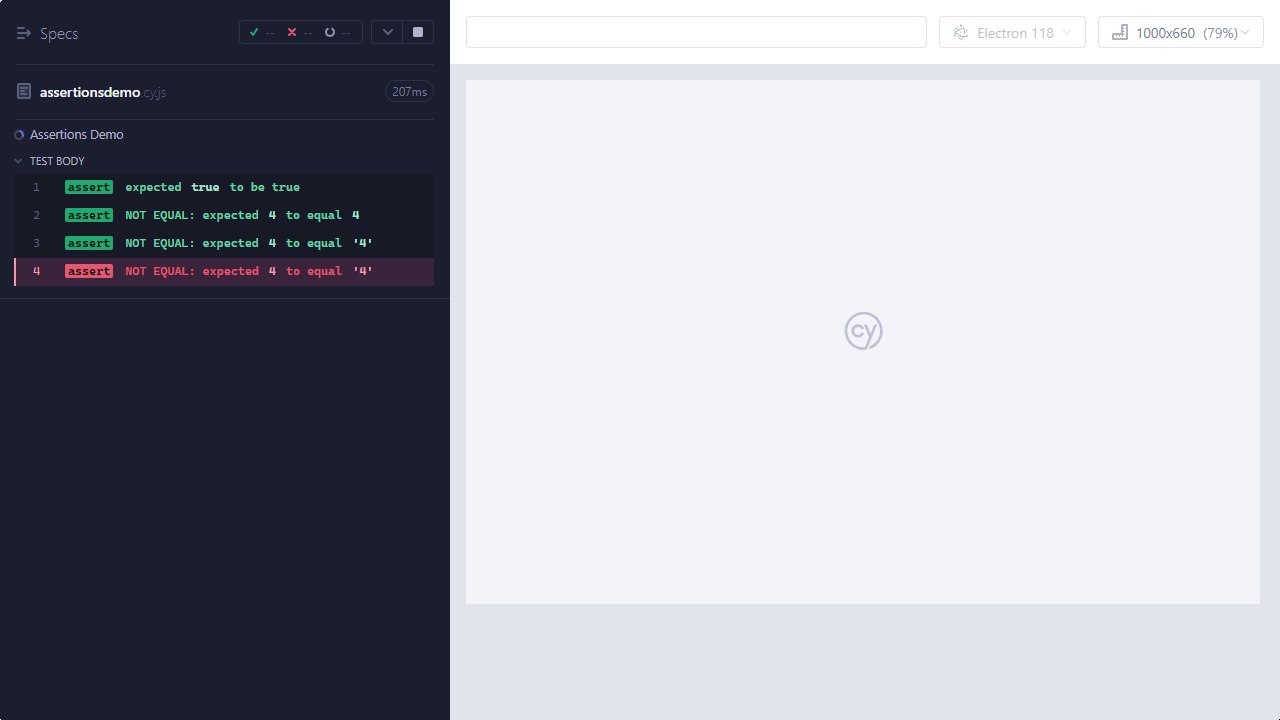 Specs
-- -- --
assertionsdemo.cy.js 207ms
Assertions Demo
TEST BODY
1 assert expected true to be true
2 assert NOT EQUAL: expected 4 to equal 4
3 assert NOT EQUAL: expected 4 to equal '4'
4 assert NOT EQUAL: expected 4 to equal '4'
Electron 118
1000x660 (79%)
cy